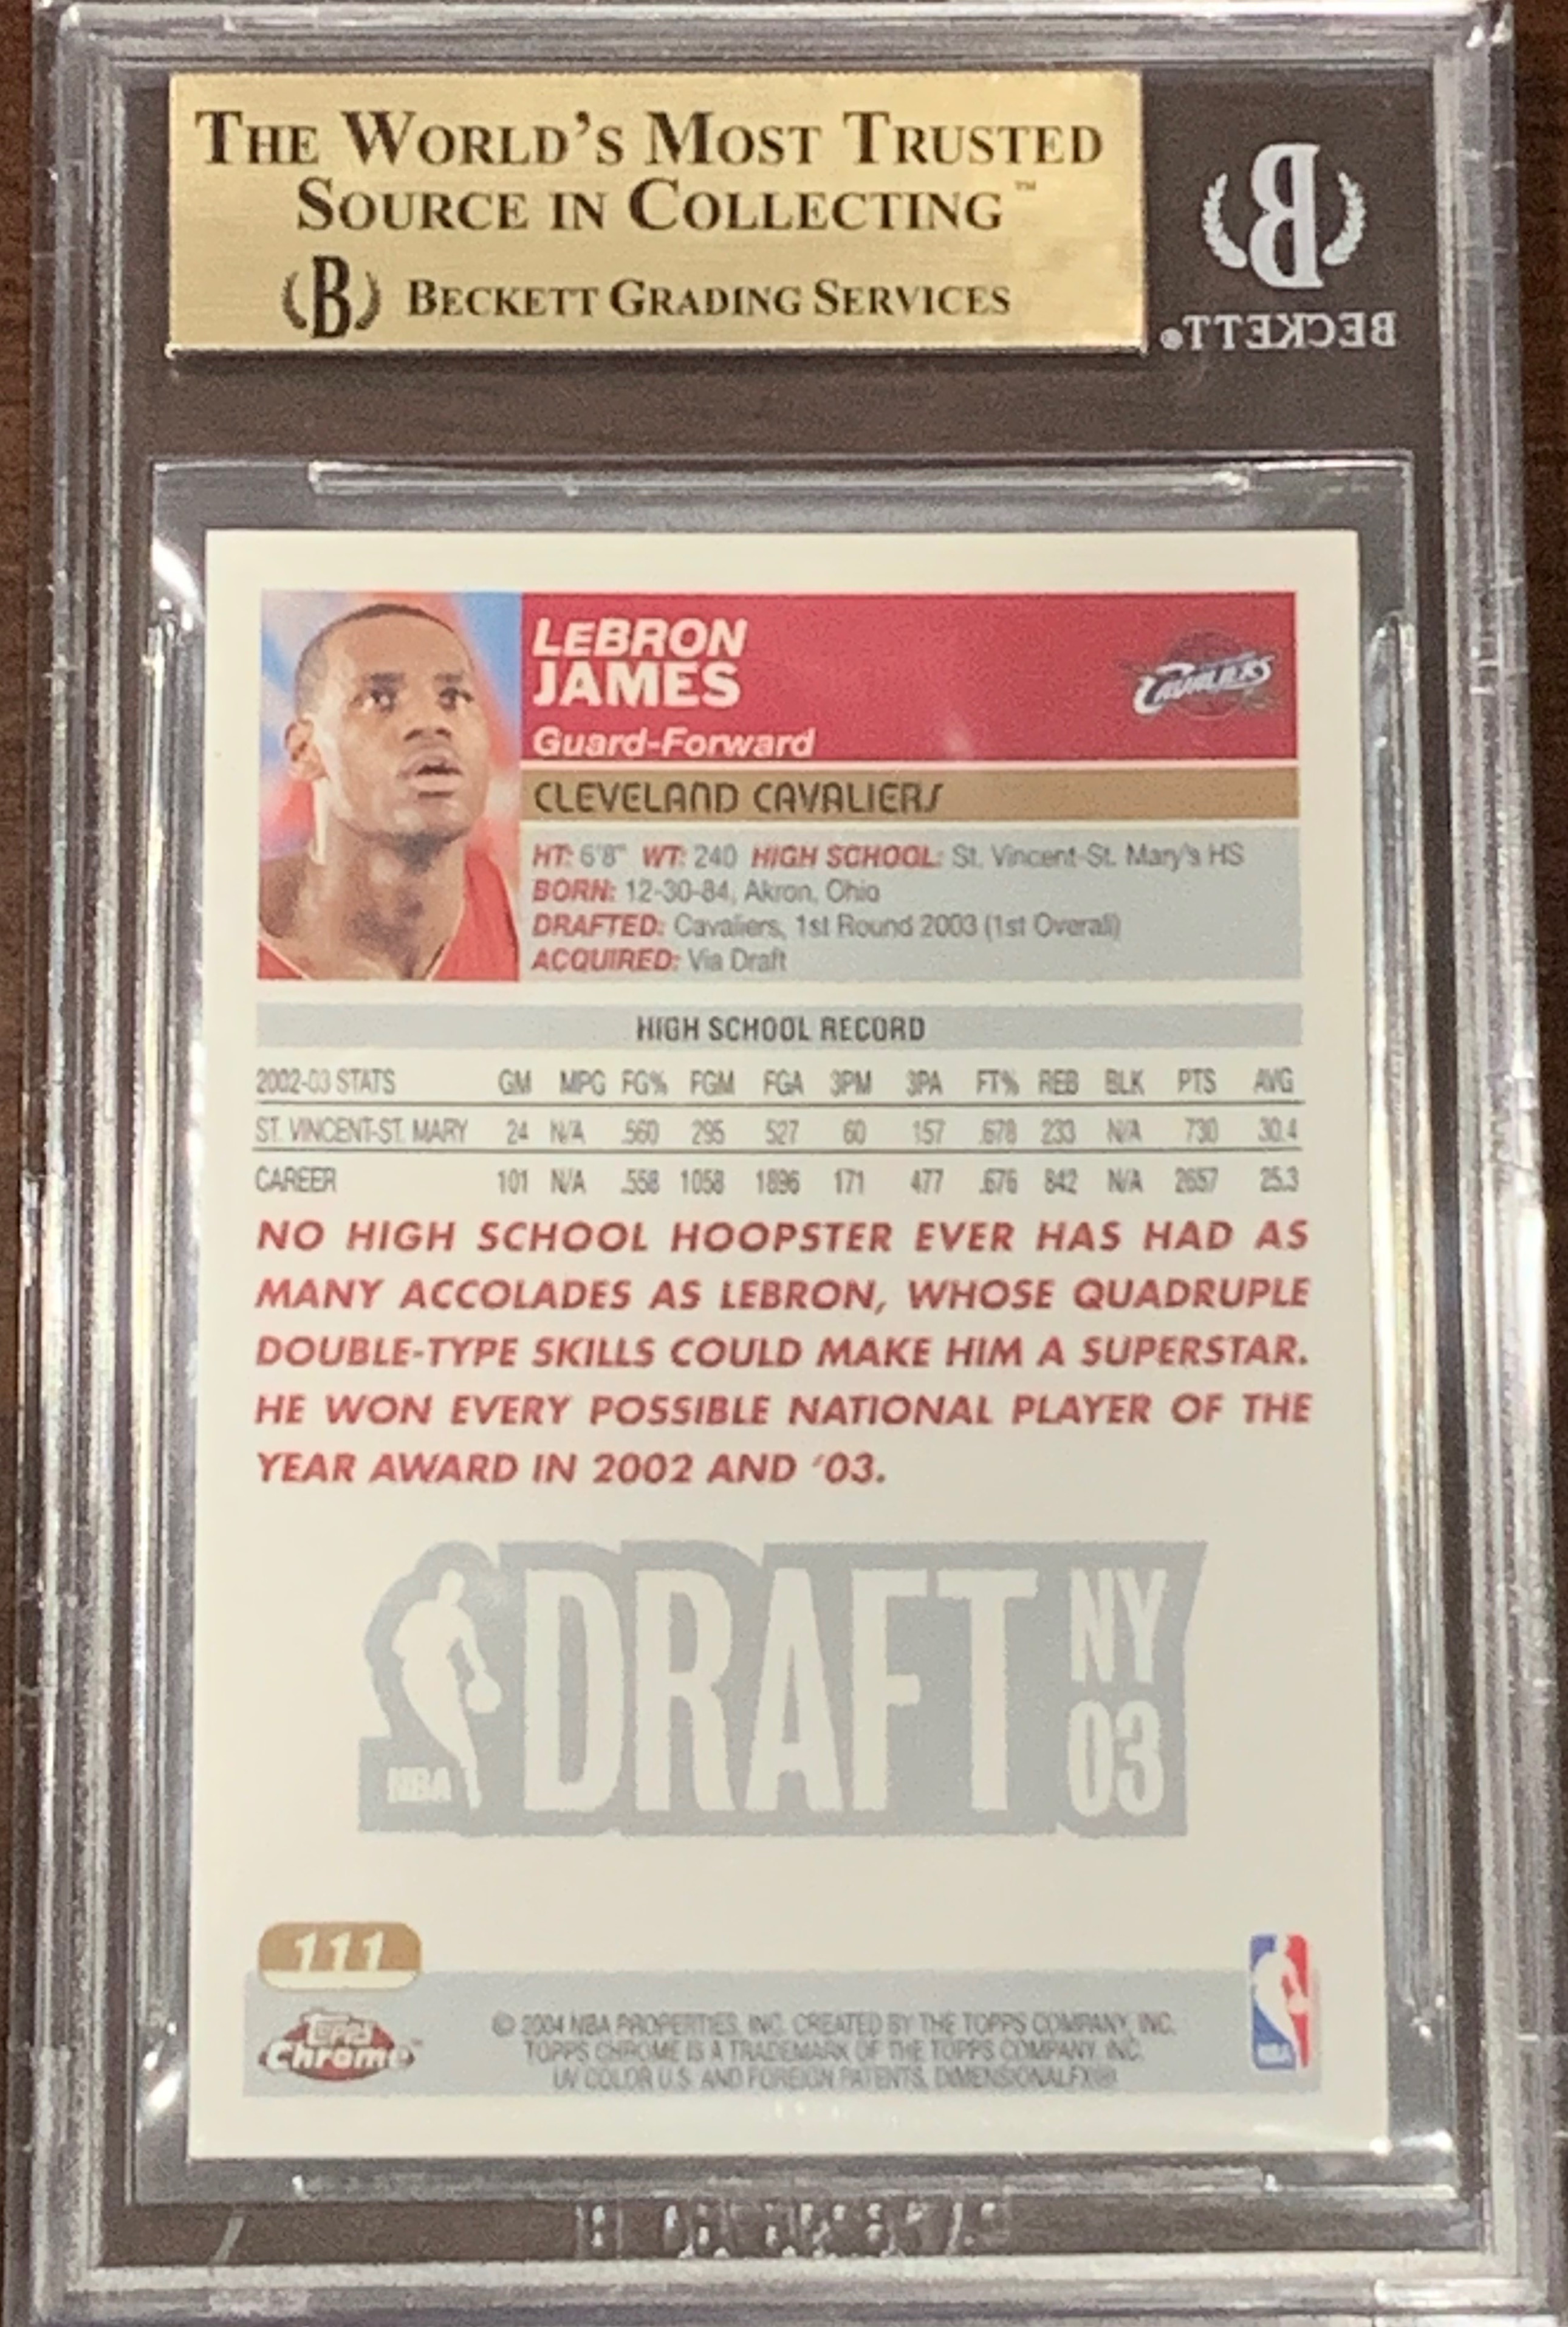 THE WORLD'S MOST TRUSTED
SOURCE IN COLLECTING™
B BECKETT GRADING SERVICES
B
BECKETT®
LEBRON
JAMES
Guard-Forward
CAVALIERS
CLEVELAND CAVALIERS
HT: 6'8" WT: 240 HIGH SCHOOL: St. Vincent-St. Mary's HS
BORN: 12-30-84, Akron, Ohio
DRAFTED: Cavaliers, 1st Round 2003 (1st Overall)
ACQUIRED: Via Draft
HIGH SCHOOL RECORD
2002-03 STATS GM MPG FG% FGM FGA 3PM 3PA FT% REB BLK PTS AVG
ST. VINCENT-ST. MARY 24 N/A .560 295 527 60 157 .678 233 N/A 730 30.4
CAREER 101 N/A .558 1058 1896 171 477 .676 842 N/A 2657 25.3
NO HIGH SCHOOL HOOPSTER EVER HAS HAD AS
MANY ACCOLADES AS LEBRON, WHOSE QUADRUPLE
DOUBLE-TYPE SKILLS COULD MAKE HIM A SUPERSTAR.
HE WON EVERY POSSIBLE NATIONAL PLAYER OF THE
YEAR AWARD IN 2002 AND '03.
NBA DRAFT NY 03
111
Topps Chrome™
© 2004 NBA PROPERTIES, INC. CREATED BY THE TOPPS COMPANY, INC.
TOPPS CHROME IS A TRADEMARK OF THE TOPPS COMPANY, INC.
UV COLOR U.S. AND FOREIGN PATENTS, DIMENSIONALFX®
NBA